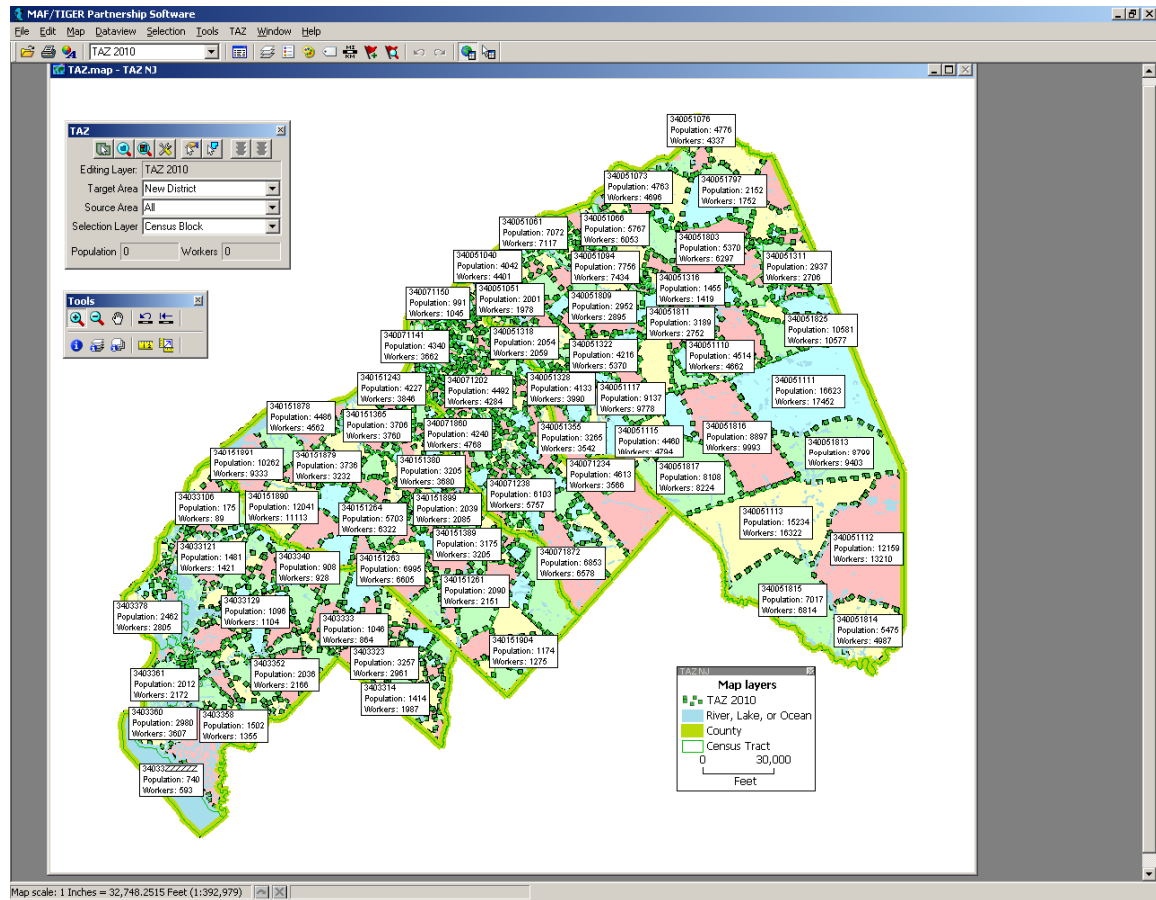 MAF/TIGER Partnership Software
File Edit Map Dataview Selection Tools TAZ Window Help
TAZ 2010
TAZ.map - TAZ NJ
TAZ
Editing Layer: TAZ 2010
Target Area New District
Source Area All
Selection Layer Census Block
Population 0 Workers 0
Tools
340051076
Population: 4776
Workers: 4337
340051073
Population: 4763
Workers: 4696
340051797
Population: 2152
Workers: 1752
340051061
Population: 7072
Workers: 7117
340051066
Population: 5767
Workers: 6053
340051803
Population: 5370
Workers: 6297
340051040
Population: 4042
Workers: 4401
340051094
Population: 7756
Workers: 7434
340051311
Population: 2937
Workers: 2706
340071150
Population: 991
Workers: 1045
340051051
Population: 2001
Workers: 1978
340051809
Population: 2952
Workers: 2895
340051316
Population: 1455
Workers: 1419
340051811
Population: 3189
Workers: 2752
340051825
Population: 10581
Workers: 10577
340071141
Population: 4340
Workers: 3662
340051318
Population: 2054
Workers: 2059
340051322
Population: 4216
Workers: 5370
340051110
Population: 4514
Workers: 4662
340151243
Population: 4227
Workers: 3846
340071202
Population: 4492
Workers: 4284
340051328
Population: 4133
Workers: 3990
340051117
Population: 9137
Workers: 9778
340051111
Population: 16623
Workers: 17452
340151878
Population: 4486
Workers: 4562
340151365
Population: 3706
Workers: 3760
340071860
Population: 4240
Workers: 4768
340051355
Population: 3265
Workers: 3542
340051115
Population: 4460
Workers: 4794
340051816
Population: 8897
Workers: 9993
340051813
Population: 8799
Workers: 9403
340151891
Population: 10262
Workers: 9333
340151879
Population: 3736
Workers: 3232
340151380
Population: 3205
Workers: 3680
340071234
Population: 4613
Workers: 3566
340051817
Population: 8108
Workers: 8224
34033106
Population: 175
Workers: 89
340151890
Population: 12041
Workers: 11113
340151264
Population: 5703
Workers: 6322
340151899
Population: 2039
Workers: 2085
340071238
Population: 6103
Workers: 5757
340051113
Population: 15234
Workers: 16322
340051112
Population: 12159
Workers: 13210
34033121
Population: 1481
Workers: 1421
3403340
Population: 908
Workers: 928
340151263
Population: 6995
Workers: 6605
340151389
Population: 3175
Workers: 3205
340071872
Population: 6853
Workers: 6578
340151261
Population: 2090
Workers: 2151
340051815
Population: 7017
Workers: 6814
340051814
Population: 5475
Workers: 4987
3403378
Population: 2462
Workers: 2805
34033129
Population: 1096
Workers: 1104
3403333
Population: 1046
Workers: 864
340151904
Population: 1174
Workers: 1275
3403323
Population: 3257
Workers: 2961
3403361
Population: 2012
Workers: 2172
3403352
Population: 2036
Workers: 2166
3403314
Population: 1414
Workers: 1987
3403360
Population: 2980
Workers: 3607
3403358
Population: 1502
Workers: 1355
34033ZZZZZZZ
Population: 740
Workers: 593
TAZ NJ
Map layers
TAZ 2010
River, Lake, or Ocean
County
Census Tract
0 30,000
Feet
Map scale: 1 Inches = 32,748.2515 Feet (1:392,979)